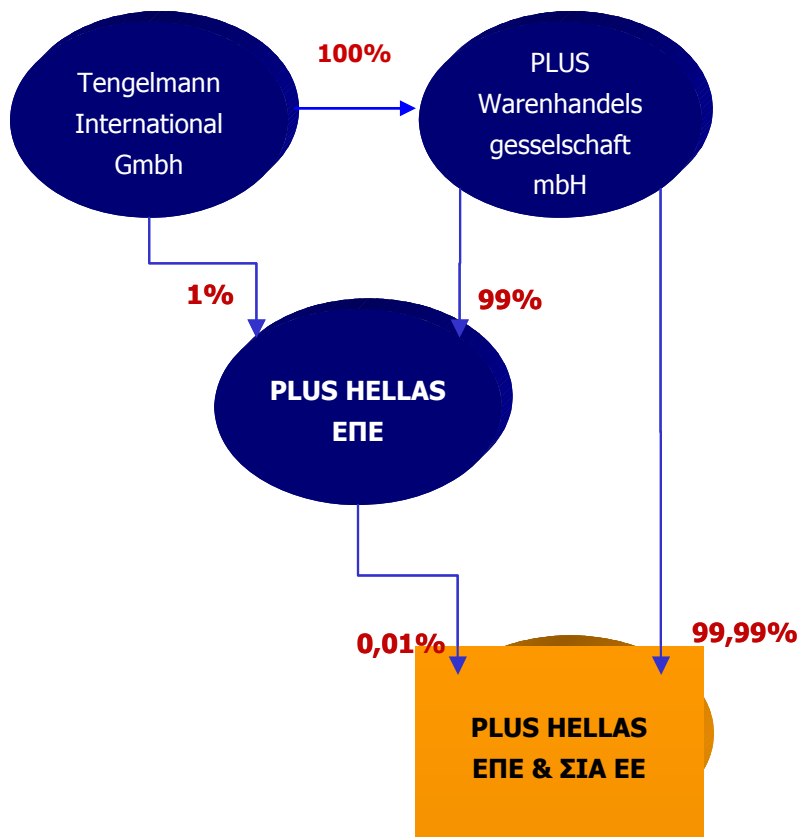 Tengelmann
International
Gmbh
100%
PLUS
Warenhandels
gesselschaft
mbH
1%
99%
PLUS HELLAS
ΕΠΕ
0,01%
99,99%
PLUS HELLAS
ΕΠΕ & ΣΙΑ ΕΕ